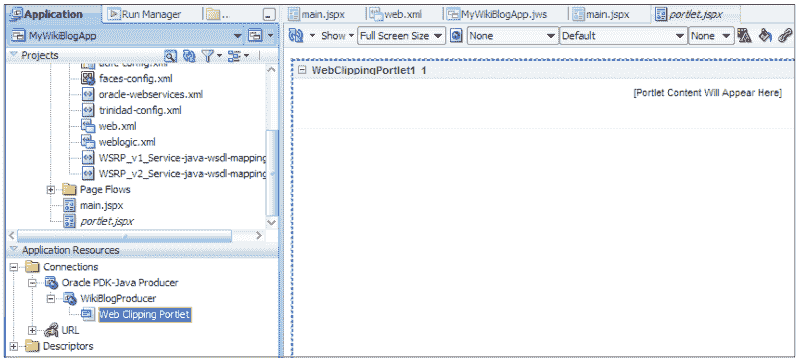 Application
Run Manager
..
MyWikiBlogApp
Projects
faces-config.xml
oracle-webservices.xml
trinidad-config.xml
web.xml
weblogic.xml
WSRP_v1_Service-java-wsdl-mapping
WSRP_v2_Service-java-wsdl-mapping
Page Flows
main.jspx
portlet.jspx
Application Resources
Connections
Oracle PDK-Java Producer
WikiBlogProducer
Web Clipping Portlet
URL
Descriptors
main.jspx
web.xml
MyWikiBlogApp.jws
main.jspx
portlet.jspx
Show
Full Screen Size
None
Default
None
WebClippingPortlet1 1
[Portlet Content Will Appear Here]